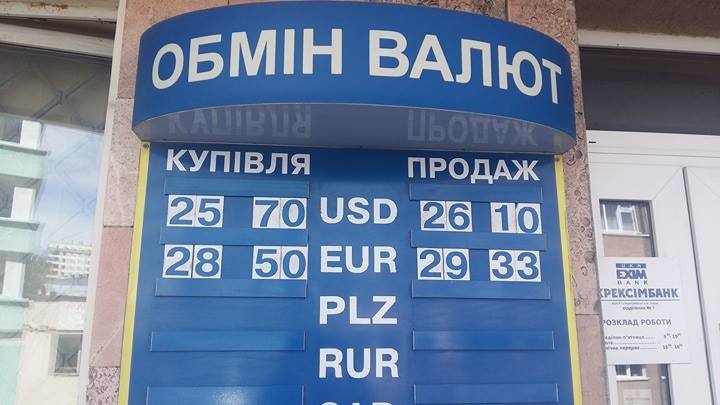 ОБМІН ВАЛЮТ
КУПІВЛЯ ПРОДАЖ
25 70 USD 26 10
28 50 EUR 29 33
PLZ
RUR
EXIM
BANK
КРЕКСІМБАНК
РОЗКЛАД РОБОТИ